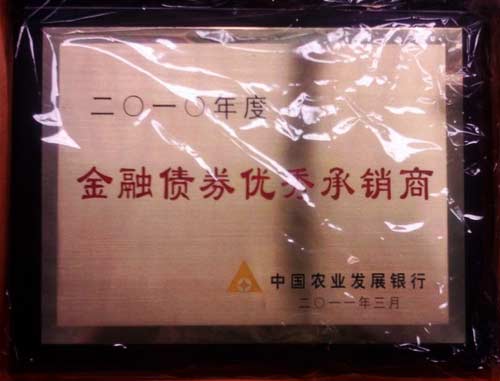 二〇一〇年度
金融债券优秀承销商
中国农业发展银行
二〇一一年三月